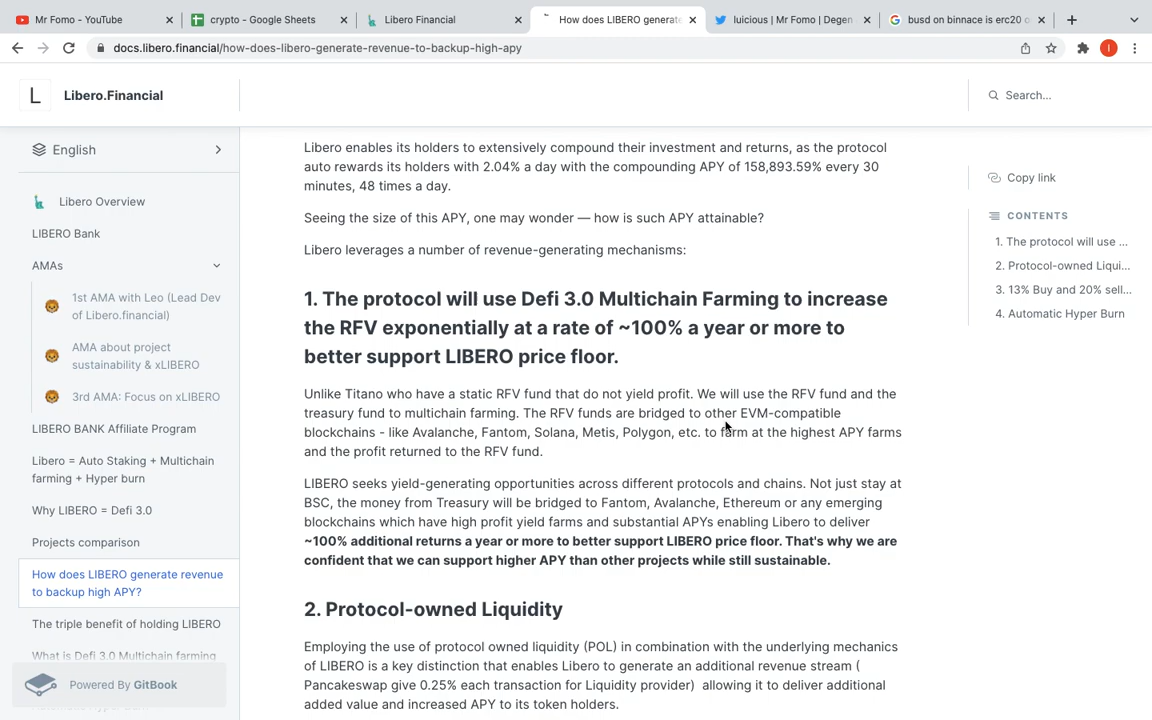 Mr Fomo - YouTube
crypto - Google Sheets
Libero Financial
How does LIBERO generate
luicious | Mr Fomo | Degen
busd on binnace is erc20 o
docs.libero.financial/how-does-libero-generate-revenue-to-backup-high-apy
I
L
Libero.Financial
Search...
English
Libero Overview
LIBERO Bank
AMAs
1st AMA with Leo (Lead Dev
of Libero.financial)
AMA about project
sustainability & xLIBERO
3rd AMA: Focus on xLIBERO
LIBERO BANK Affiliate Program
Libero = Auto Staking + Multichain
farming + Hyper burn
Why LIBERO = Defi 3.0
Projects comparison
How does LIBERO generate revenue
to backup high APY?
The triple benefit of holding LIBERO
What is Defi 3.0 Multichain farming
Powered By GitBook
Libero enables its holders to extensively compound their investment and returns, as the protocol
auto rewards its holders with 2.04% a day with the compounding APY of 158,893.59% every 30
minutes, 48 times a day.
Seeing the size of this APY, one may wonder — how is such APY attainable?
Libero leverages a number of revenue-generating mechanisms:
1. The protocol will use Defi 3.0 Multichain Farming to increase
the RFV exponentially at a rate of ~100% a year or more to
better support LIBERO price floor.
Unlike Titano who have a static RFV fund that do not yield profit. We will use the RFV fund and the
treasury fund to multichain farming. The RFV funds are bridged to other EVM-compatible
blockchains - like Avalanche, Fantom, Solana, Metis, Polygon, etc. to farm at the highest APY farms
and the profit returned to the RFV fund.
LIBERO seeks yield-generating opportunities across different protocols and chains. Not just stay at
BSC, the money from Treasury will be bridged to Fantom, Avalanche, Ethereum or any emerging
blockchains which have high profit yield farms and substantial APYs enabling Libero to deliver
~100% additional returns a year or more to better support LIBERO price floor. That's why we are
confident that we can support higher APY than other projects while still sustainable.
2. Protocol-owned Liquidity
Employing the use of protocol owned liquidity (POL) in combination with the underlying mechanics
of LIBERO is a key distinction that enables Libero to generate an additional revenue stream (
Pancakeswap give 0.25% each transaction for Liquidity provider)  allowing it to deliver additional
added value and increased APY to its token holders.
Copy link
CONTENTS
1. The protocol will use ...
2. Protocol-owned Liqui...
3. 13% Buy and 20% sell...
4. Automatic Hyper Burn